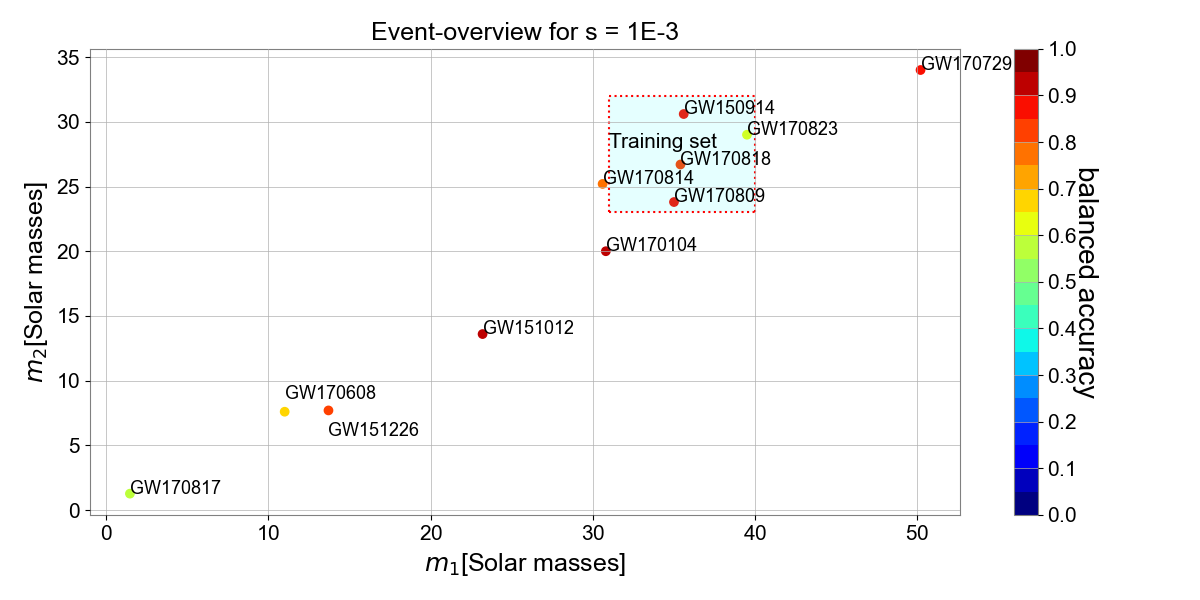 Event-overview for s = 1E-3
35
30
25
20
15
10
5
0
m₂[Solar masses]
GW170729
GW150914
GW170823
Training set
GW170818
GW170814
GW170809
GW170104
GW151012
GW170608
GW151226
GW170817
0 10 20 30 40 50
m₁[Solar masses]
1.0
0.9
0.8
0.7
0.6
0.5
0.4
0.3
0.2
0.1
0.0
balanced accuracy